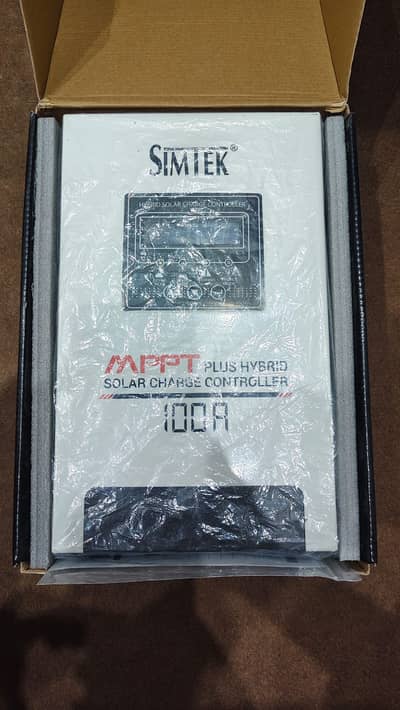 SIMTEK®
HYBRID SOLAR CHARGE CONTROLLER
MPPT PLUS HYBRID
SOLAR CHARGE CONTROLLER
100A